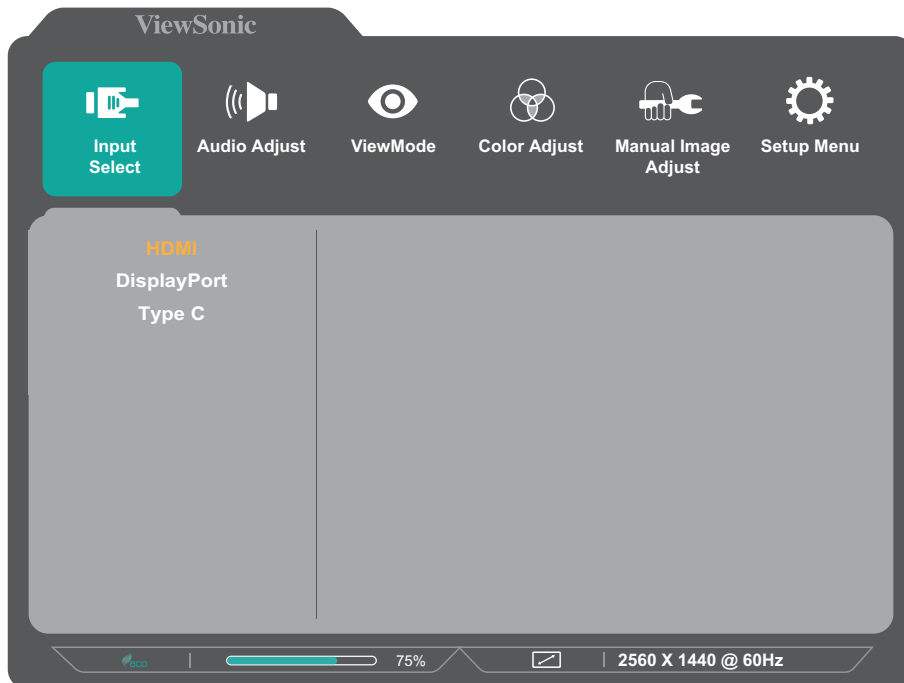 ViewSonic
Input
Select
Audio Adjust
ViewMode
Color Adjust
Manual Image
Adjust
Setup Menu
HDMI
DisplayPort
Type C
eco
75%
2560 X 1440 @ 60Hz